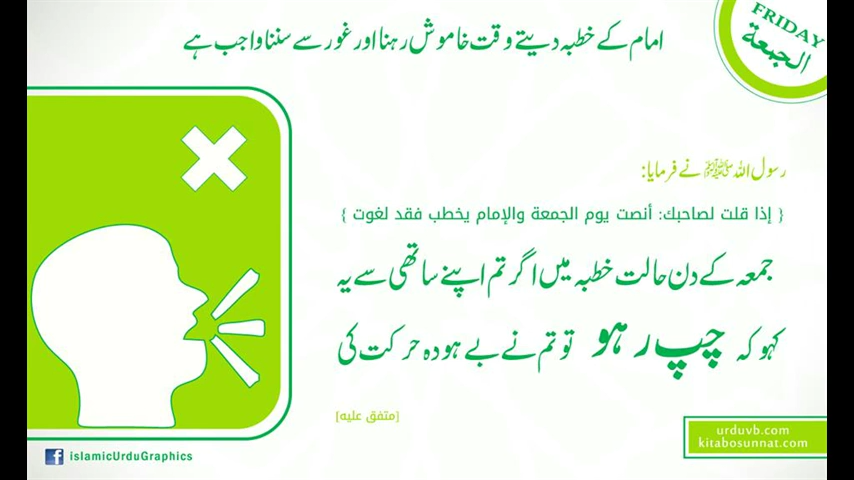 FRIDAY
الجمعة
امام کے خطبہ دیتے وقت خاموش رہنا اور غور سے سننا واجب ہے
رسول اللہ ﷺ نے فرمایا:
{ إذا قلت لصاحبك: أنصت يوم الجمعة والإمام يخطب فقد لغوت }
جمعہ کے دن حالت خطبہ میں اگر تم اپنے ساتھی سے یہ
کہو کہ چپ رہو تو تم نے بے ہودہ حرکت کی
[متفق عليه]
urduvb.com
kitabosunnat.com
islamicUrduGraphics